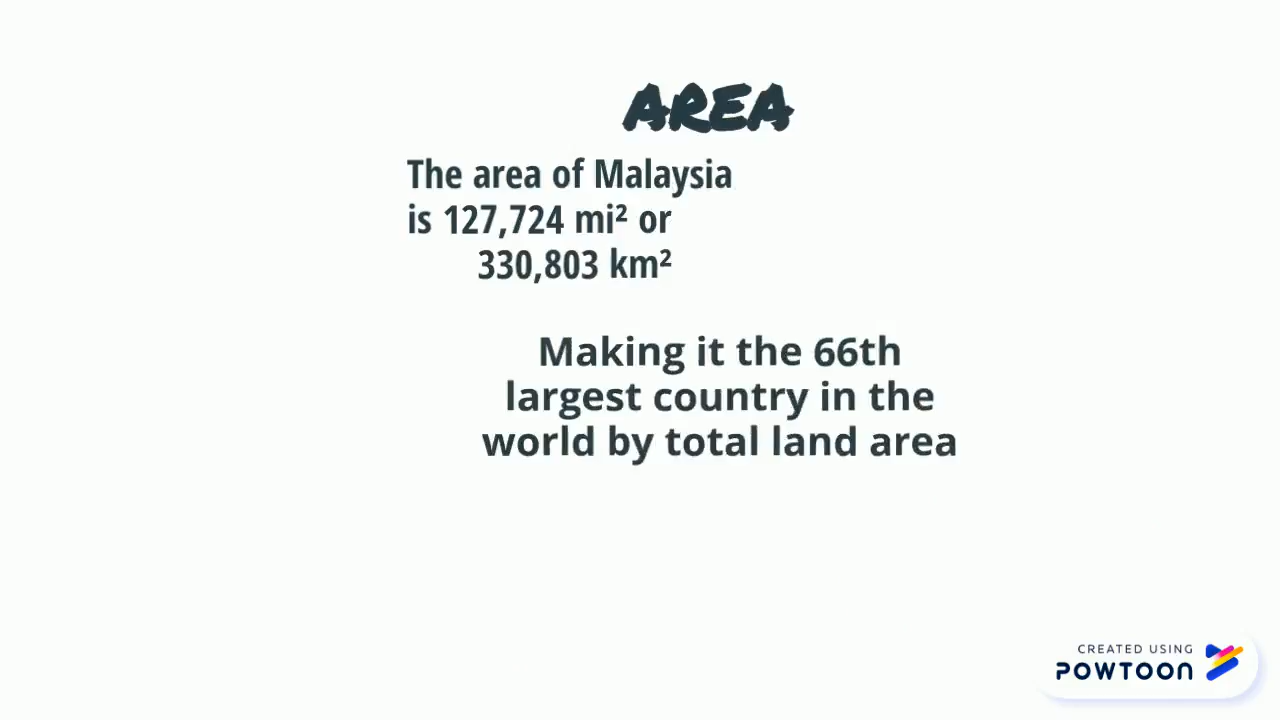 AREA
The area of Malaysia
is 127,724 mi² or
330,803 km²
Making it the 66th
largest country in the
world by total land area
CREATED USING
POWTOON